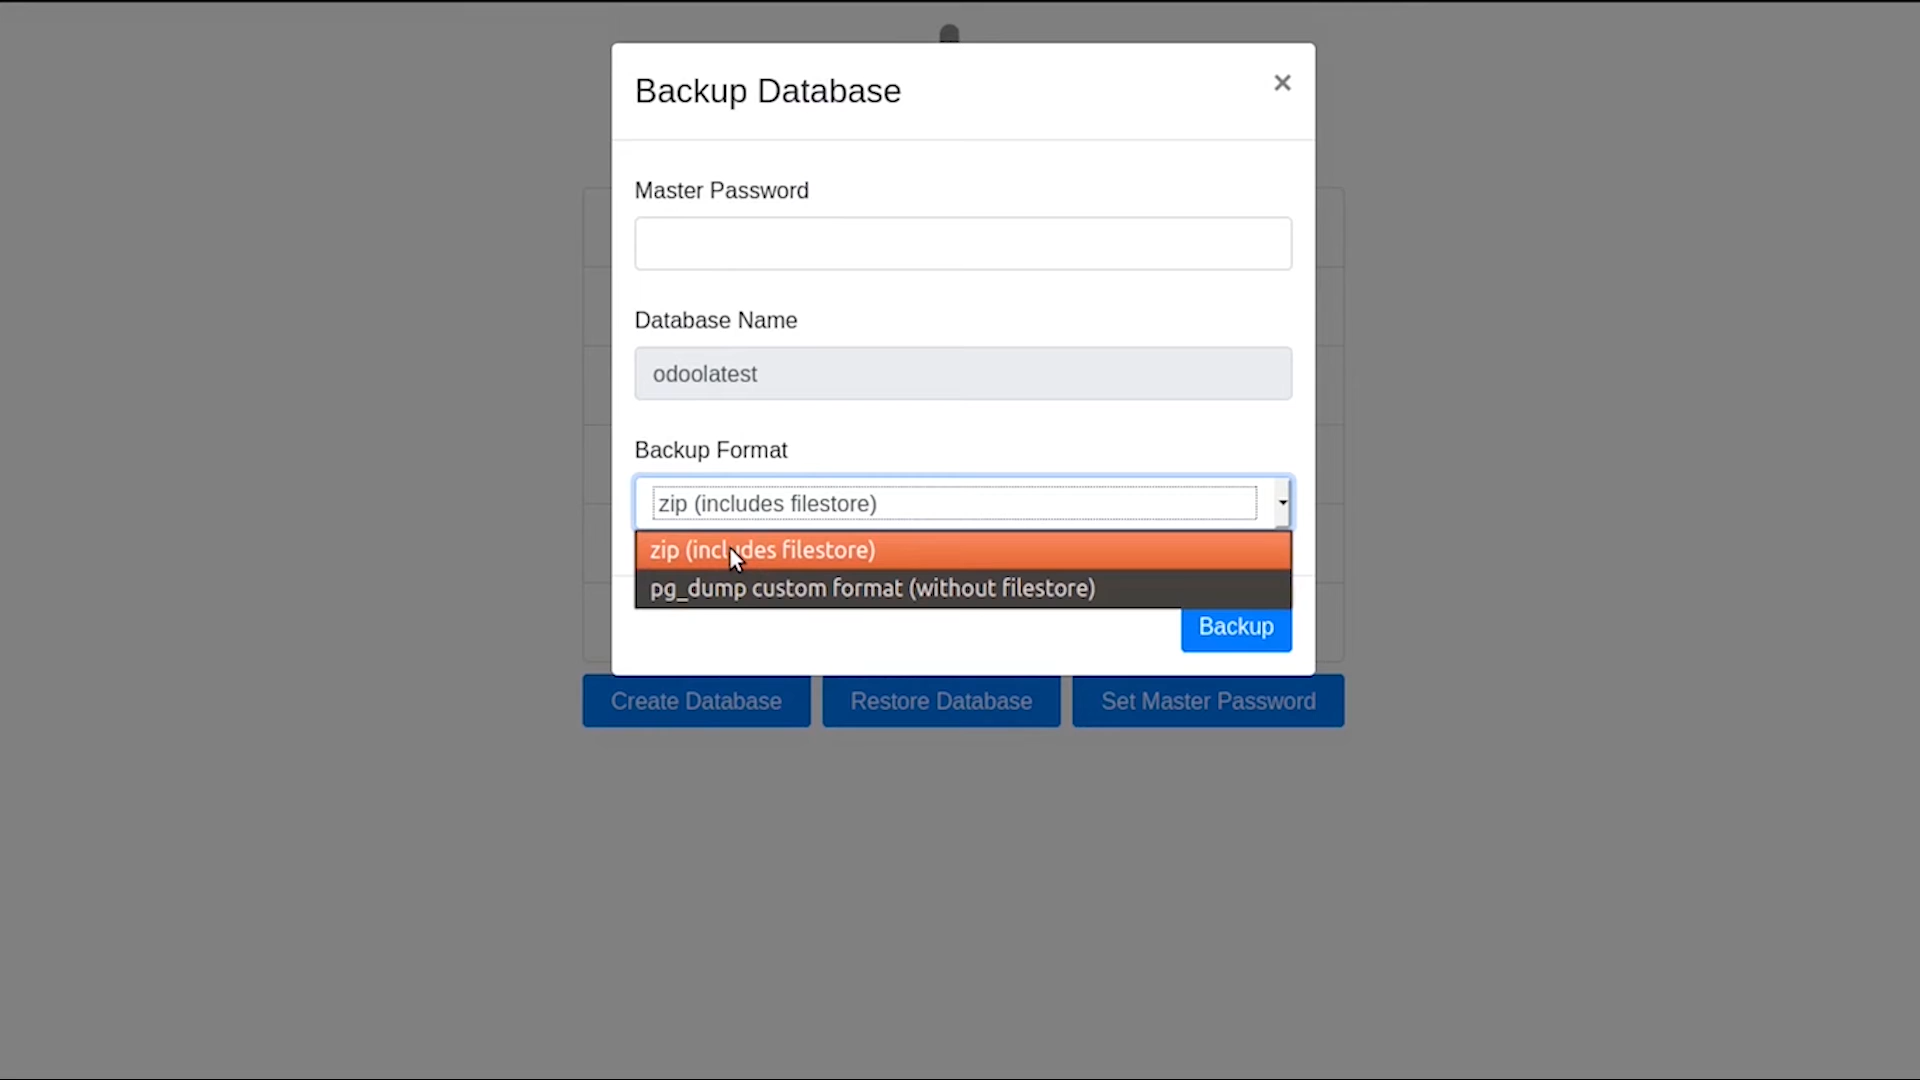 Backup Database
×
Master Password
Database Name
odoolatest
Backup Format
zip (includes filestore)
zip (includes filestore)
pg_dump custom format (without filestore)
Backup
Create Database Restore Database Set Master Password